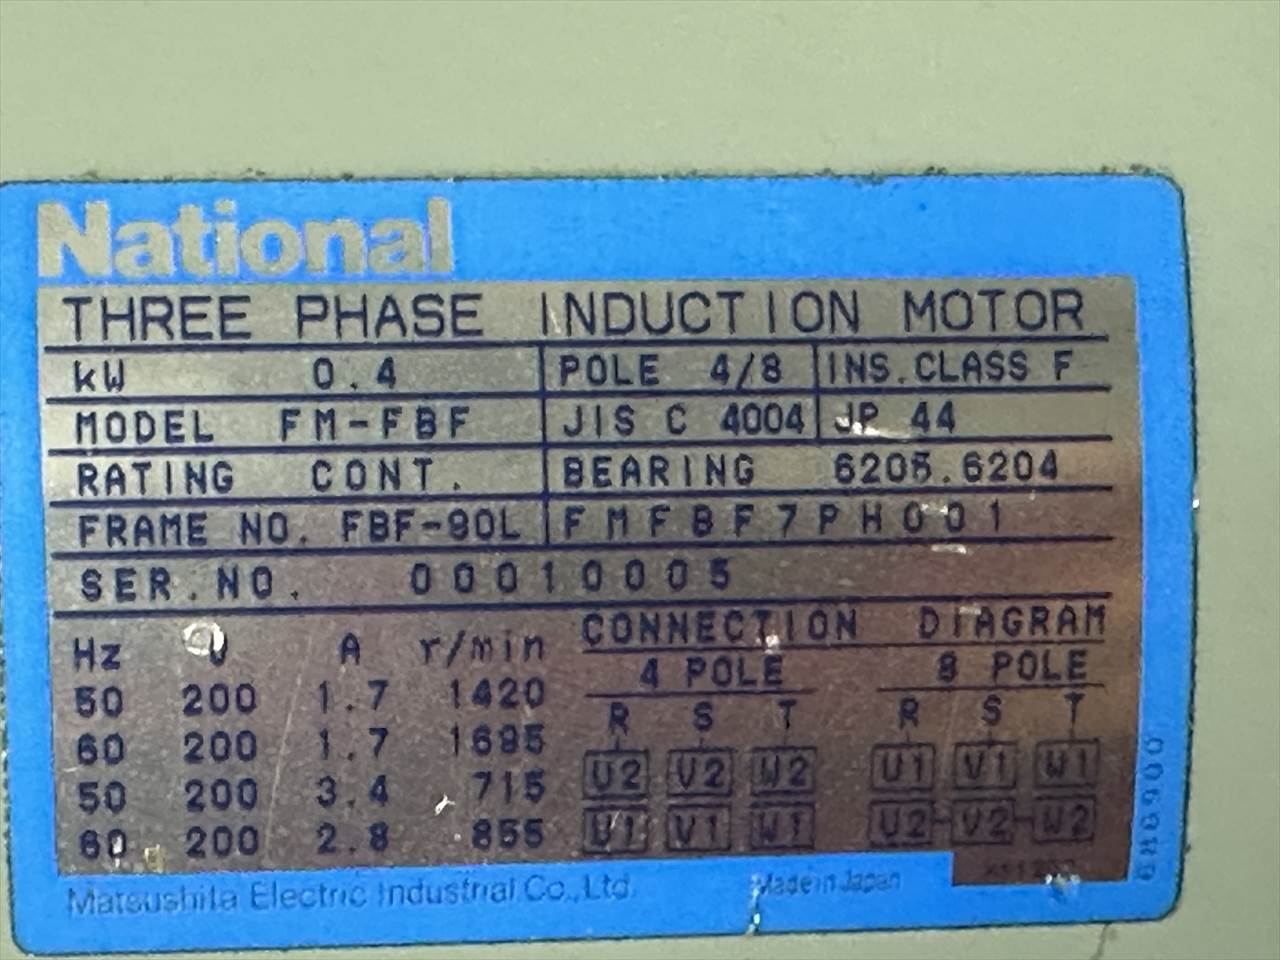 National
THREE PHASE INDUCTION MOTOR
kW 0.4 POLE 4/8 INS.CLASS F
MODEL FM-FBF JIS C 4004 JP 44
RATING CONT. BEARING 6205.6204
FRAME NO. FBF-90L FMFBF7PH001
SER.NO. 00010005
CONNECTION DIAGRAM
Hz V A r/min 4 POLE 8 POLE
50 200 1.7 1420 R S T R S T
60 200 1.7 1695 U2 V2 W2 U1 V1 W1
50 200 3.4 715
60 200 2.8 855 U1 V1 W1 U2 V2 W2
Matsushita Electric Industrial Co.,Ltd. Made in Japan